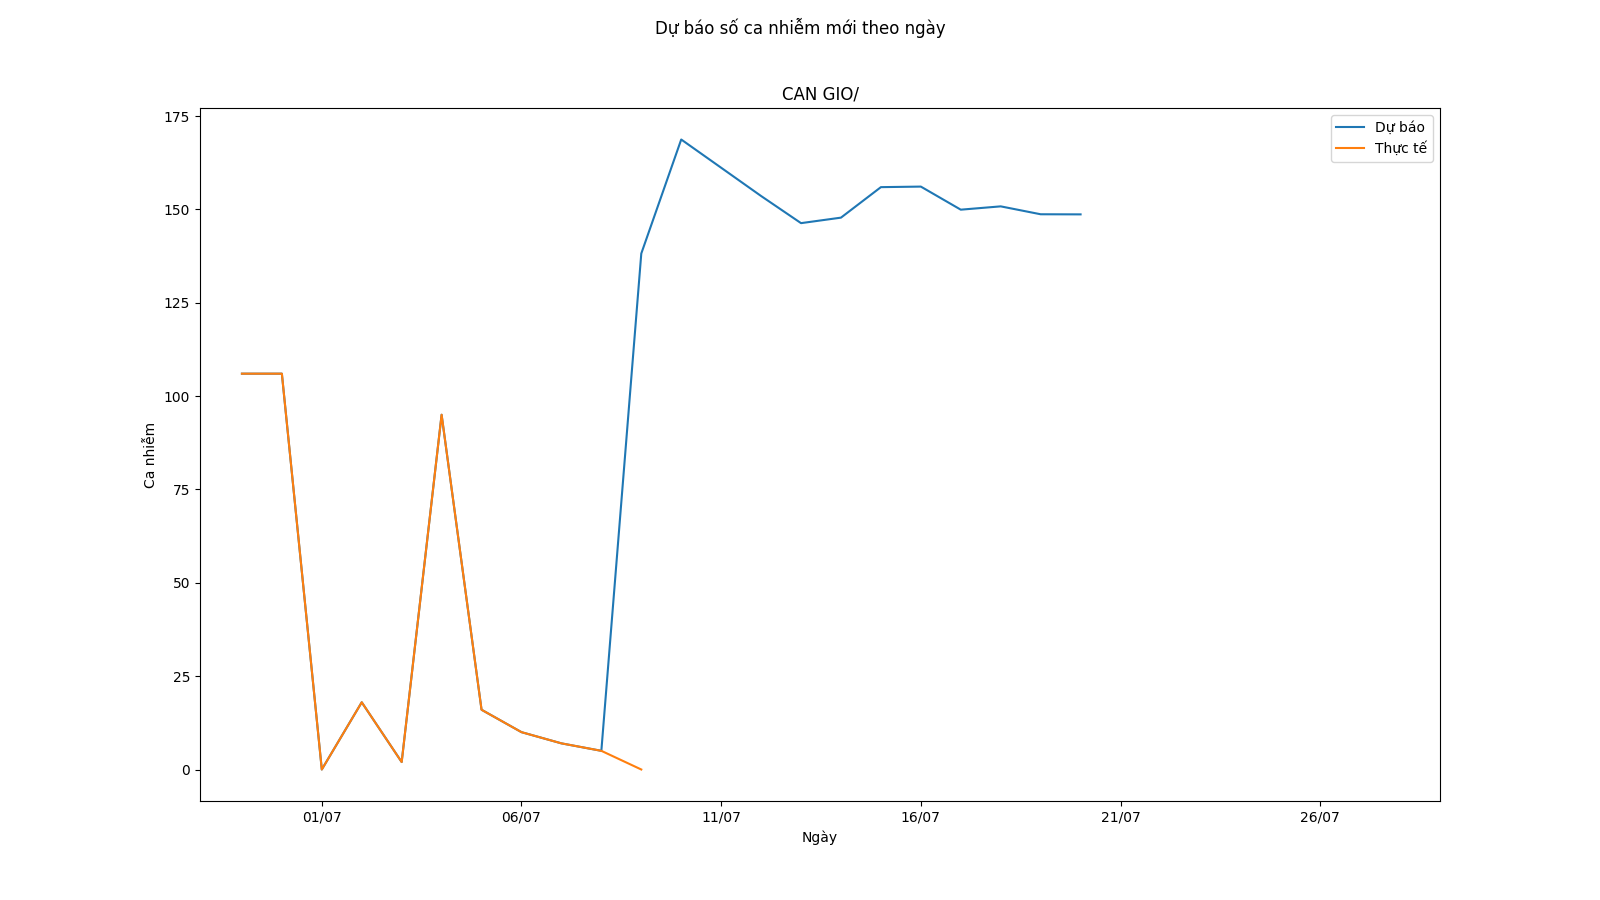 Dự báo số ca nhiễm mới theo ngày
CAN GIO/
Dự báo
Thực tế
175
150
125
100
75
50
25
0
Ca nhiễm
01/07
06/07
11/07
16/07
21/07
26/07
Ngày